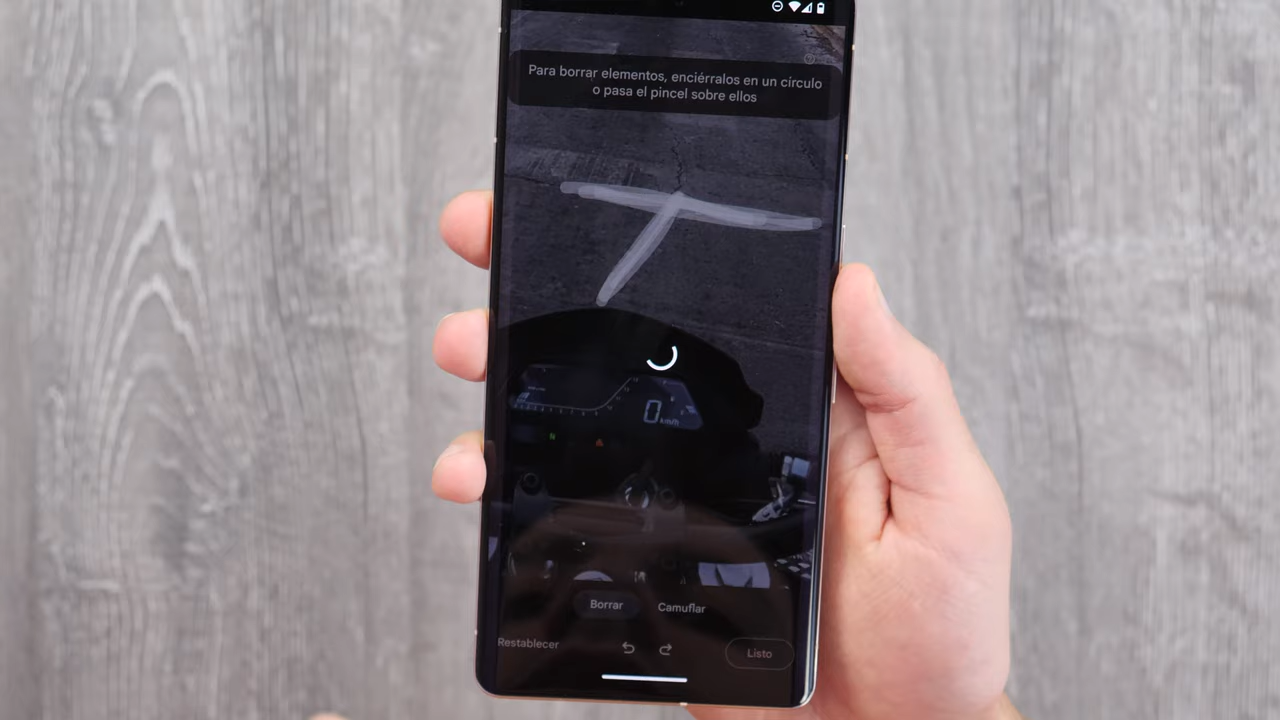 Para borrar elementos, enciérralos en un círculo
o pasa el pincel sobre ellos
0 km/h
N
Borrar
Camuflar
Restablecer
Listo